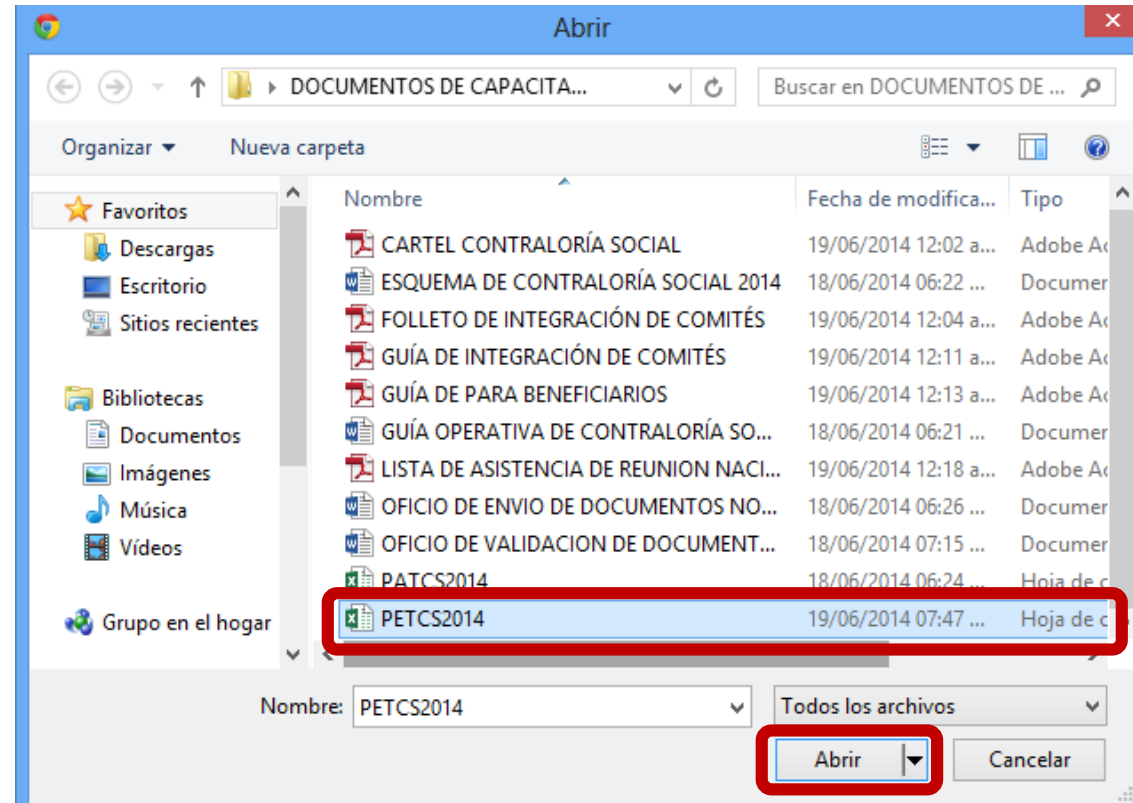 Abrir
DOCUMENTOS DE CAPACITA...
Buscar en DOCUMENTOS DE ...
Organizar
Nueva carpeta
Favoritos
Descargas
Escritorio
Sitios recientes
Bibliotecas
Documentos
Imágenes
Música
Vídeos
Grupo en el hogar
Nombre Fecha de modifica... Tipo
CARTEL CONTRALORÍA SOCIAL 19/06/2014 12:02 a... Adobe Ac
ESQUEMA DE CONTRALORÍA SOCIAL 2014 18/06/2014 06:22 ... Documen
FOLLETO DE INTEGRACIÓN DE COMITÉS 19/06/2014 12:04 a... Adobe Ac
GUÍA DE INTEGRACIÓN DE COMITÉS 19/06/2014 12:11 a... Adobe Ac
GUÍA DE PARA BENEFICIARIOS 19/06/2014 12:13 a... Adobe Ac
GUÍA OPERATIVA DE CONTRALORÍA SO... 18/06/2014 06:21 ... Documen
LISTA DE ASISTENCIA DE REUNION NACI... 19/06/2014 12:18 a... Adobe Ac
OFICIO DE ENVIO DE DOCUMENTOS NO... 18/06/2014 06:26 ... Documen
OFICIO DE VALIDACION DE DOCUMENT... 18/06/2014 07:15 ... Documen
PATCS2014 18/06/2014 06:24 ... Hoja de c
PETCS2014 19/06/2014 07:47 ... Hoja de c
Nombre: PETCS2014
Todos los archivos
Abrir
Cancelar